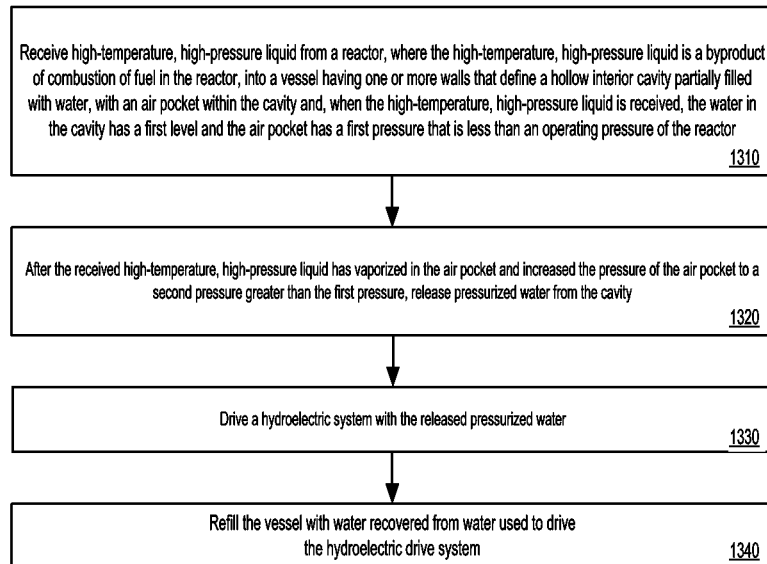 Receive high-temperature, high-pressure liquid from a reactor, where the high-temperature, high-pressure liquid is a byproduct
of combustion of fuel in the reactor, into a vessel having one or more walls that define a hollow interior cavity partially filled
with water, with an air pocket within the cavity and, when the high-temperature, high-pressure liquid is received, the water in
the cavity has a first level and the air pocket has a first pressure that is less than an operating pressure of the reactor
1310
After the received high-temperature, high-pressure liquid has vaporized in the air pocket and increased the pressure of the air pocket to a
second pressure greater than the first pressure, release pressurized water from the cavity
1320
Drive a hydroelectric system with the released pressurized water
1330
Refill the vessel with water recovered from water used to drive
the hydroelectric drive system
1340